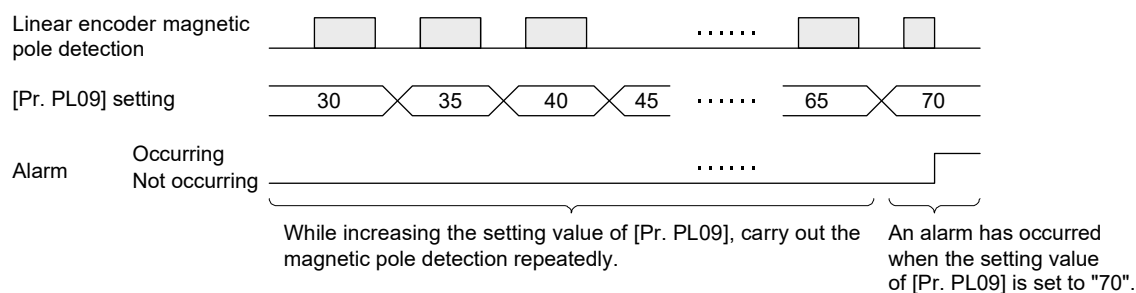 Linear encoder magnetic
pole detection
······
[Pr. PL09] setting
30 35 40 45 ······ 65 70
Alarm
Occurring
Not occurring
······
While increasing the setting value of [Pr. PL09], carry out the
magnetic pole detection repeatedly.
An alarm has occurred
when the setting value
of [Pr. PL09] is set to "70".